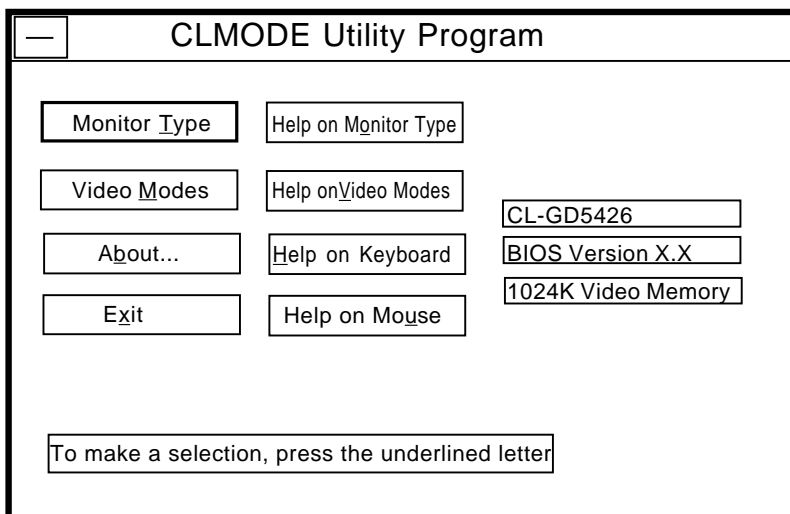 CLMODE Utility Program
Monitor Type
Help on Monitor Type
Video Modes
Help onVideo Modes
About...
Help on Keyboard
Exit
Help on Mouse
CL-GD5426
BIOS Version X.X
1024K Video Memory
To make a selection, press the underlined letter